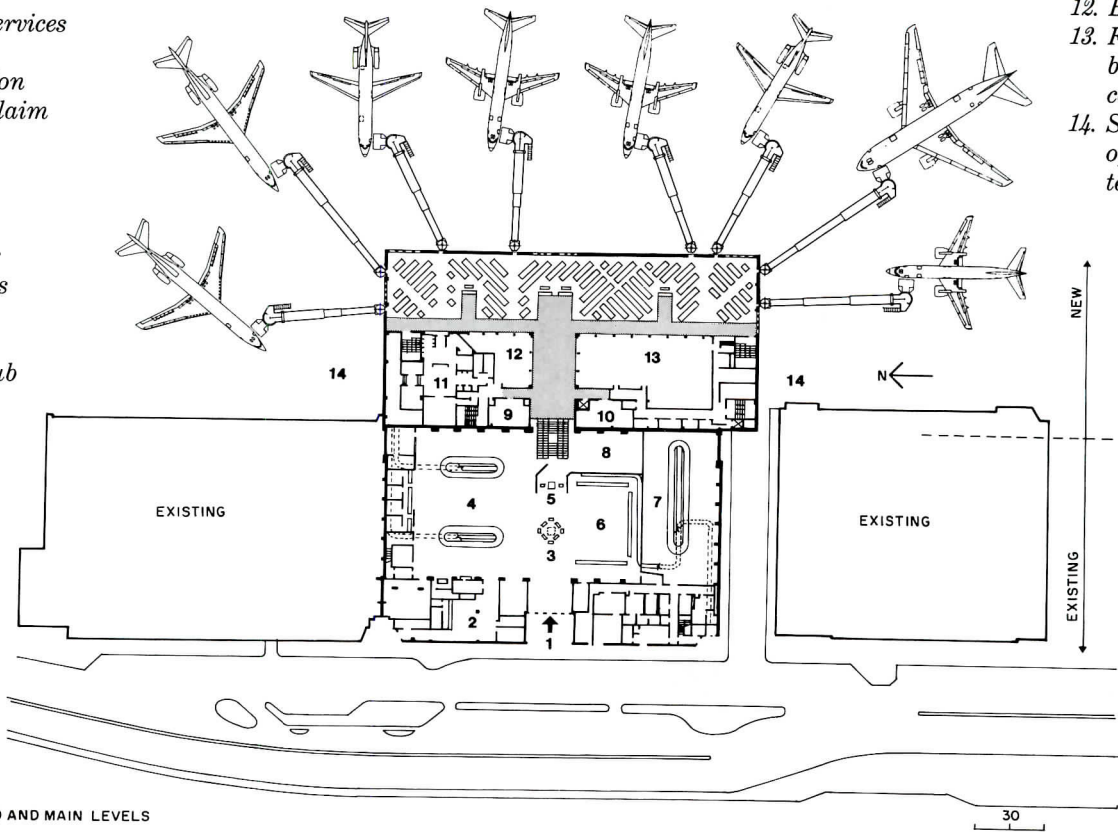 ervices
on
laim
s
ub
12.
13.
b
c
14. S
o
te
NEW
12
13
11
14
N
14
9
10
8
EXISTING
4
5
7
EXISTING
6
3
EXISTING
2
1
AND MAIN LEVELS
30